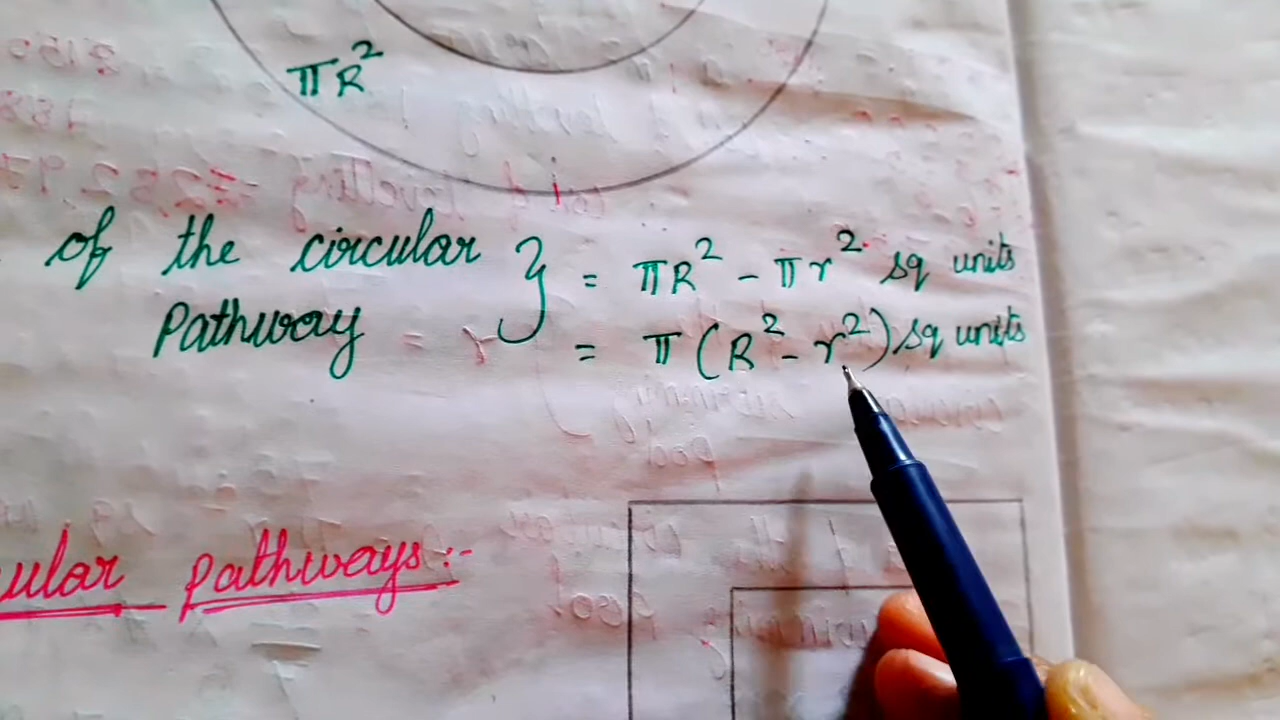 πR²
of the circular } = πR² - πr² sq units
Pathway = π(R² - r²) sq units
ular Pathways:-